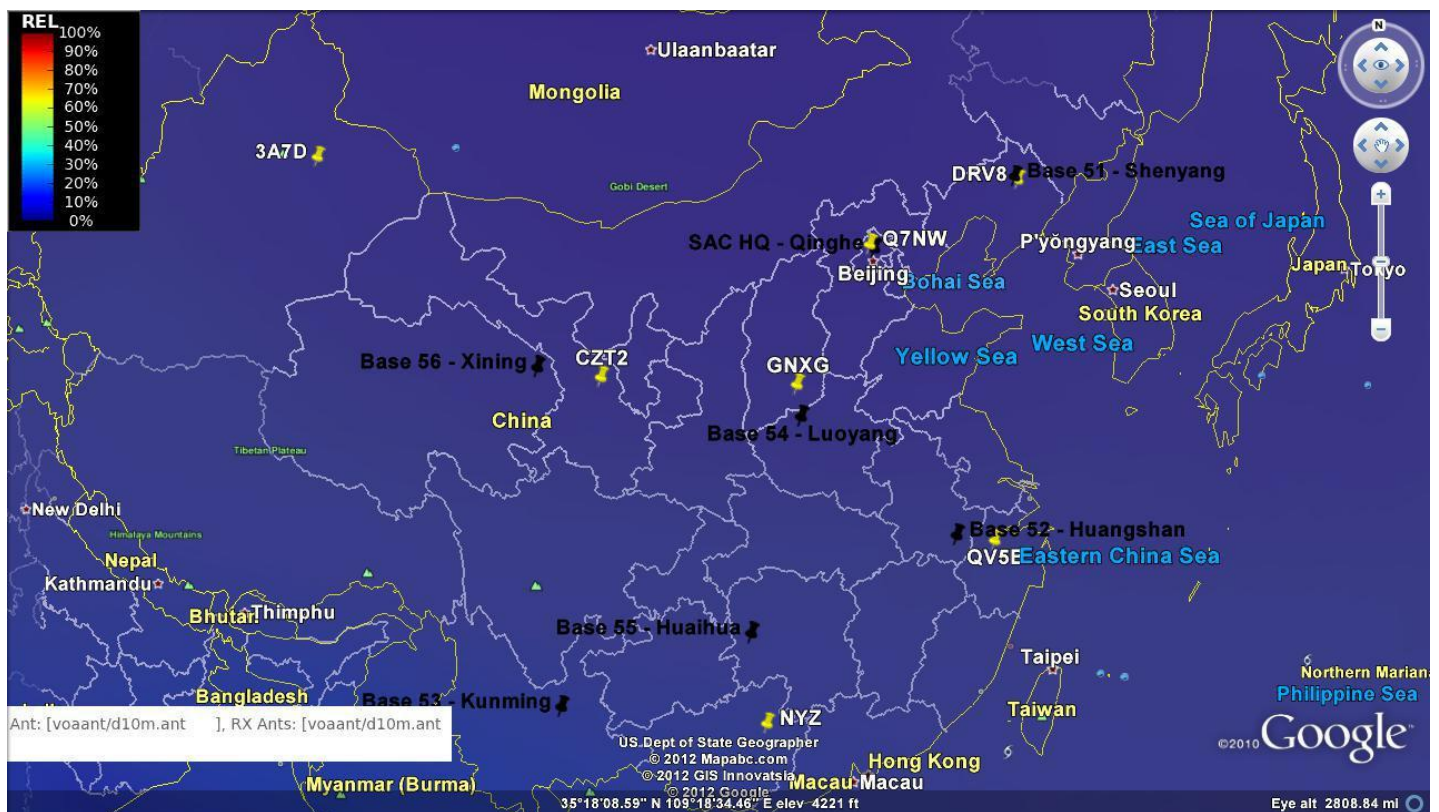 REL
100%
90%
80%
70%
60%
50%
40%
30%
20%
10%
0%
N
Ulaanbaatar
Mongolia
3A7D
Gobi Desert
DRV8
Base 51 - Shenyang
Sea of Japan
East Sea
SAC HQ - Qinghe
Q7NW
P'yŏngyang
Beijing
Bohai Sea
Japan
Tokyo
Seoul
South Korea
West Sea
Yellow Sea
Base 56 - Xining
CZT2
GNXG
China
Base 54 - Luoyang
Tibetan Plateau
New Delhi
Himalaya Mountains
Nepal
Kathmandu
Base 52 - Huangshan
QV5E
Eastern China Sea
Thimphu
Base 55 - Huaihua
Taipei
Northern Mariana
Philippine Sea
Bangladesh
Base 53 - Kunming
Taiwan
Ant: [voaant/d10m.ant ], RX Ants: [voaant/d10m.ant
NYZ
US Dept of State Geographer
© 2012 Mapabc.com
© 2012 GIS Innovatsia
© 2012 Google
©2010 Google
Hong Kong
Macau
Macau
Myanmar (Burma)
35°18'08.59" N 109°18'34.46" E elev 4221 ft
Eye alt 2808.84 mi